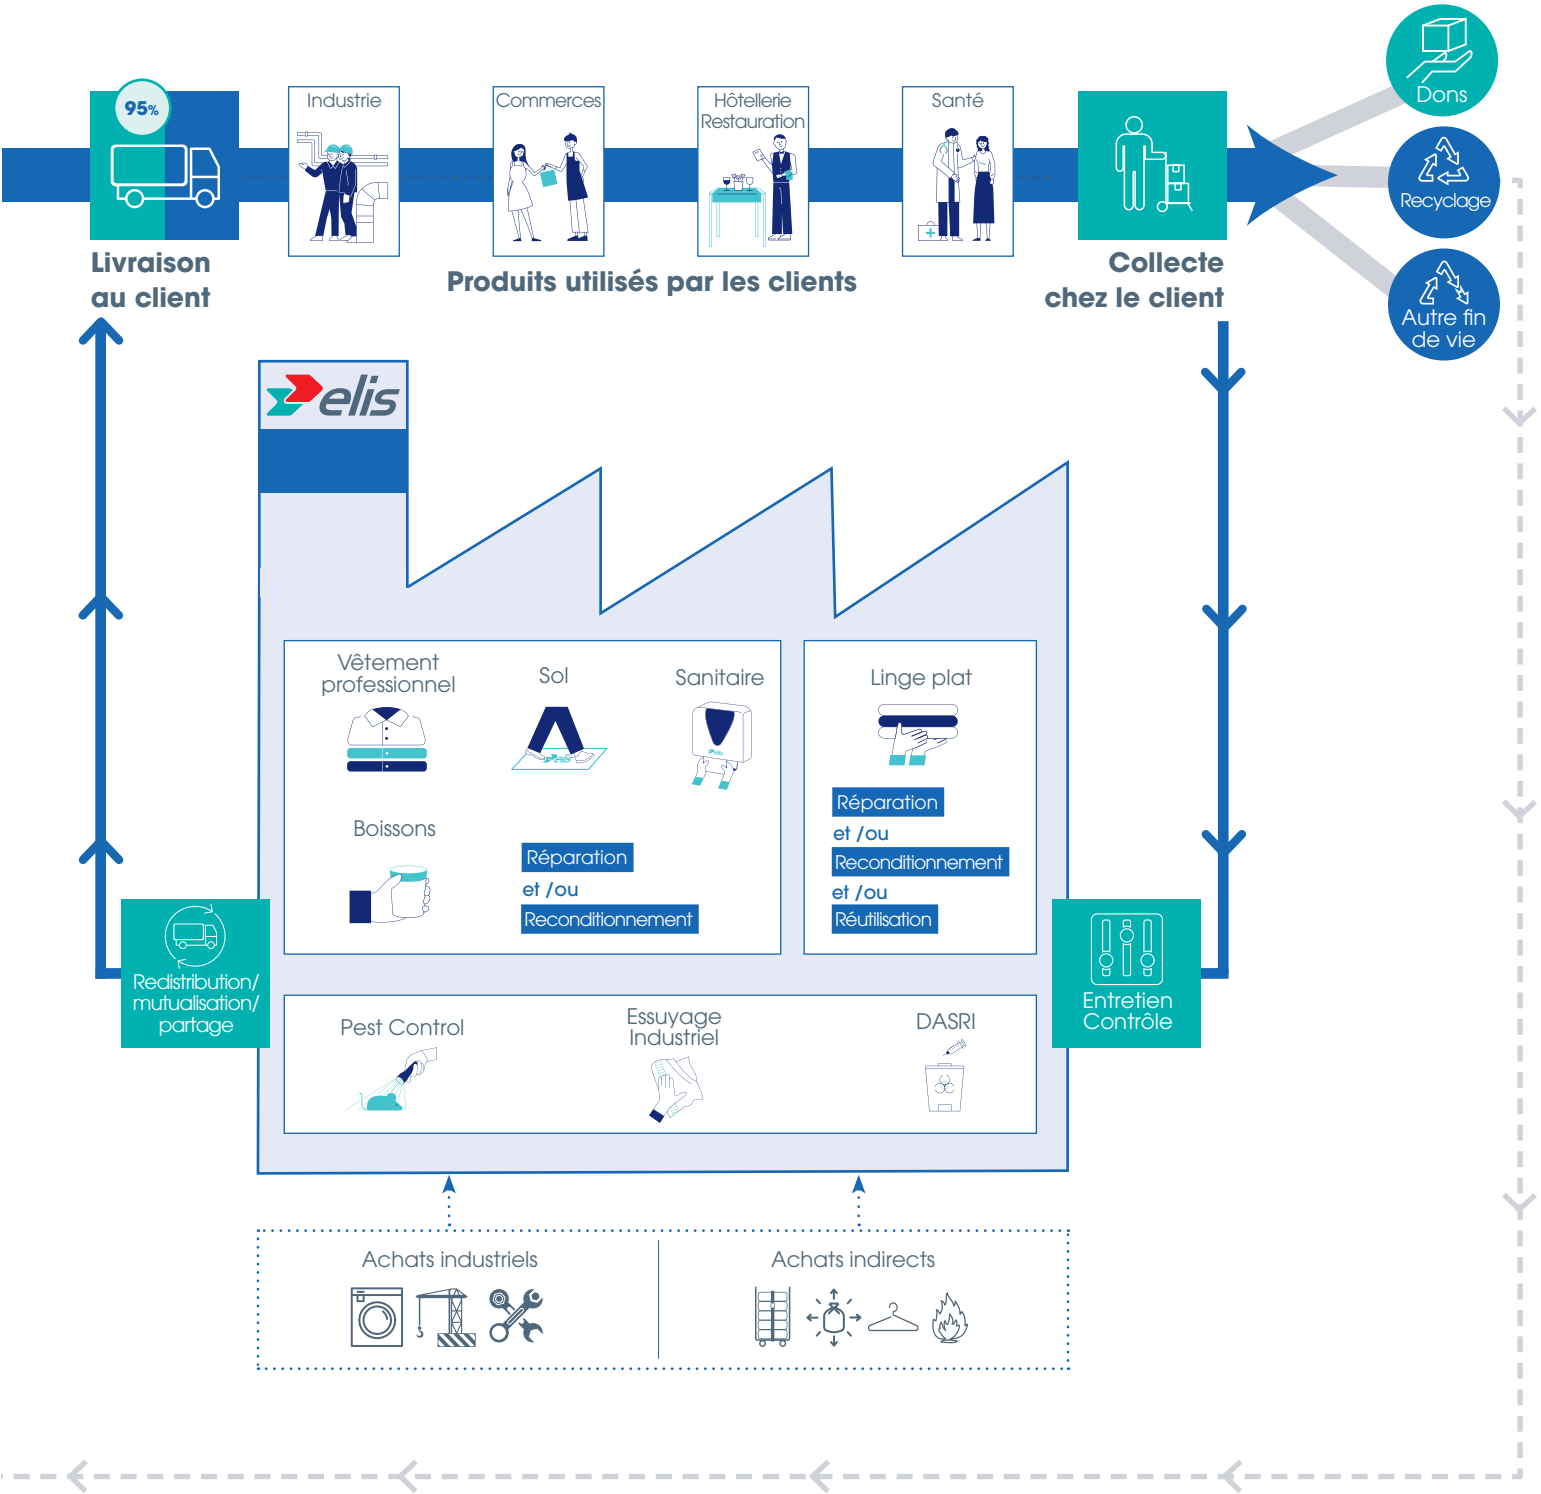 95%
Industrie
Commerces
Hôtellerie
Restauration
Santé
Dons
Recyclage
Autre fin
de vie
Livraison
au client
Produits utilisés par les clients
Collecte
chez le client
elis
Vêtement
professionnel
Sol
Sanitaire
elis
elis
Boissons
Réparation
et /ou
Reconditionnement
Linge plat
Réparation
et /ou
Reconditionnement
et /ou
Réutilisation
Redistribution/
mutualisation/
partage
Entretien
Contrôle
Pest Control
Essuyage
Industriel
DASRI
Achats industriels
Achats indirects